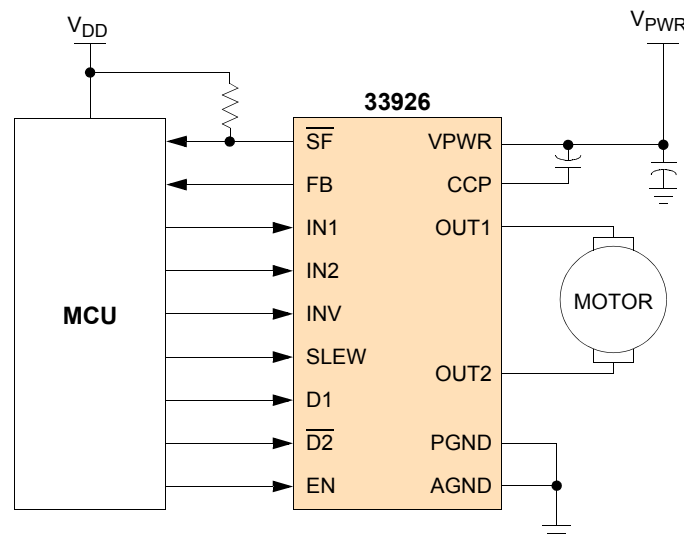 VDD
VPWR
33926
SF
VPWR
FB
CCP
IN1
OUT1
IN2
INV
MCU
MOTOR
SLEW
OUT2
D1
D2
PGND
EN
AGND